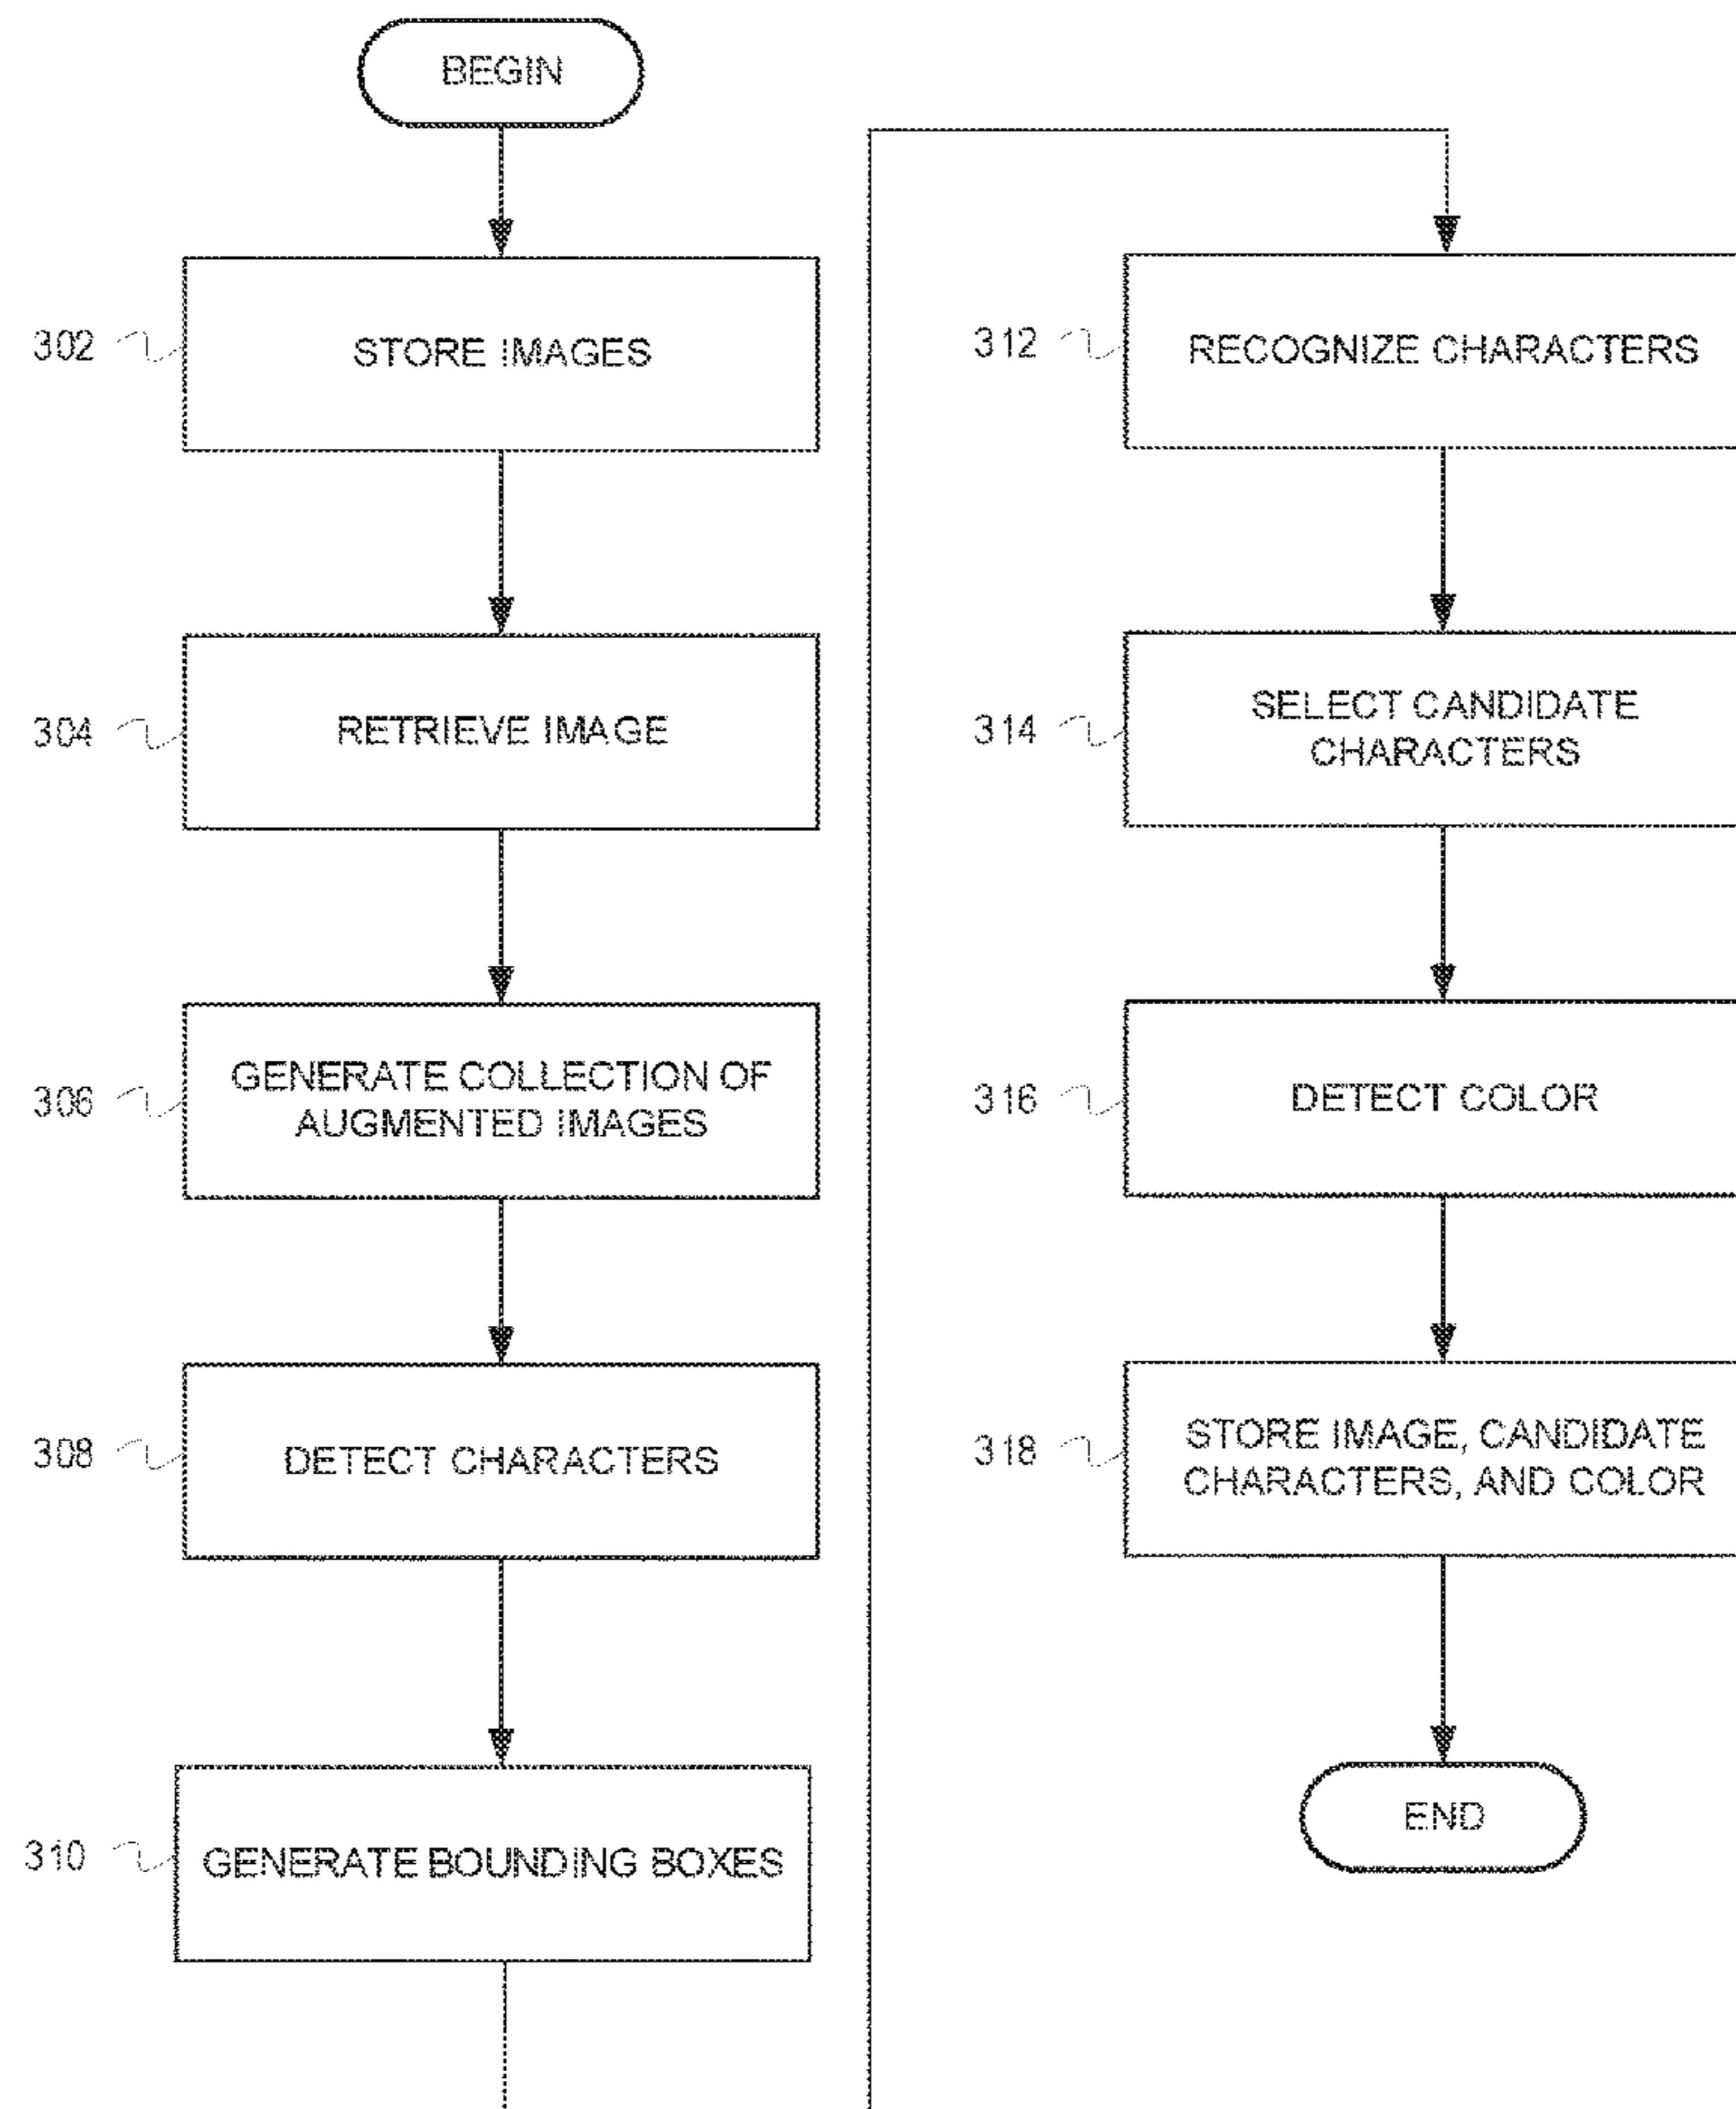 BEGIN
302
STORE IMAGES
304
RETRIEVE IMAGE
306
GENERATE COLLECTION OF
AUGMENTED IMAGES
308
DETECT CHARACTERS
310
GENERATE BOUNDING BOXES
312
RECOGNIZE CHARACTERS
314
SELECT CANDIDATE
CHARACTERS
316
DETECT COLOR
318
STORE IMAGE, CANDIDATE
CHARACTERS, AND COLOR
END